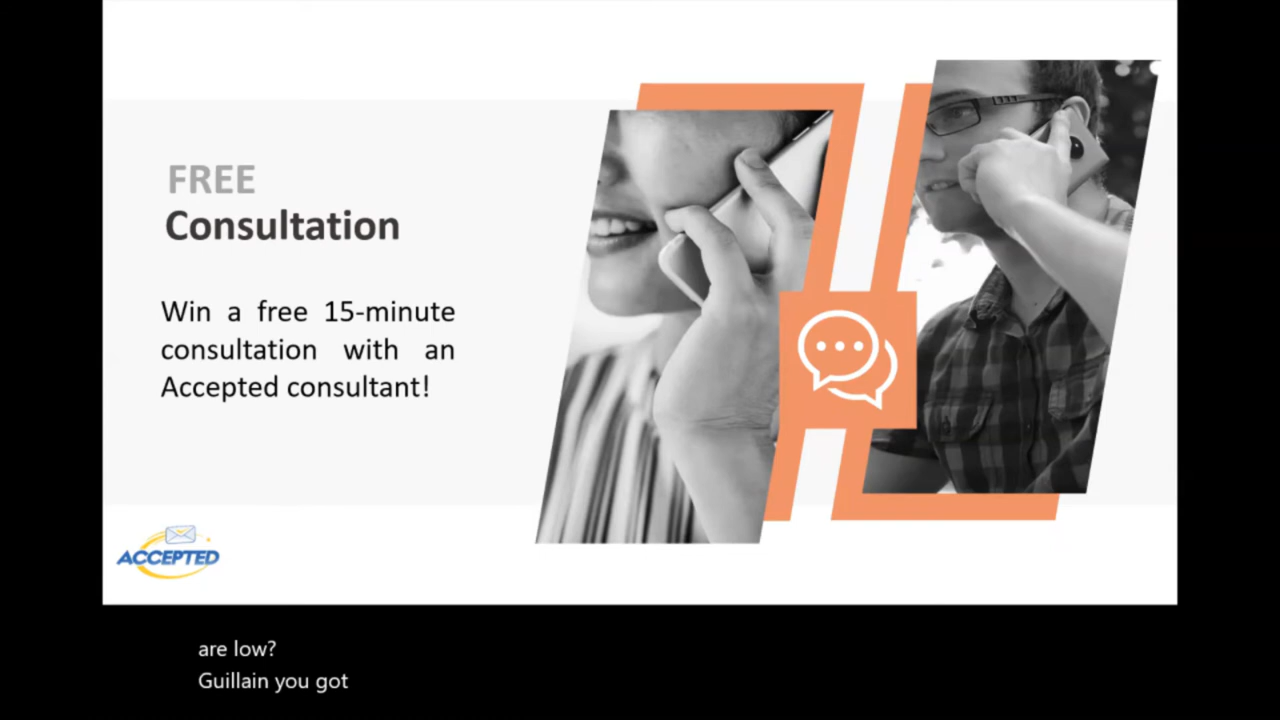 FREE
Consultation
Win a free 15-minute
consultation with an
Accepted consultant!
ACCEPTED
are low?
Guillain you got